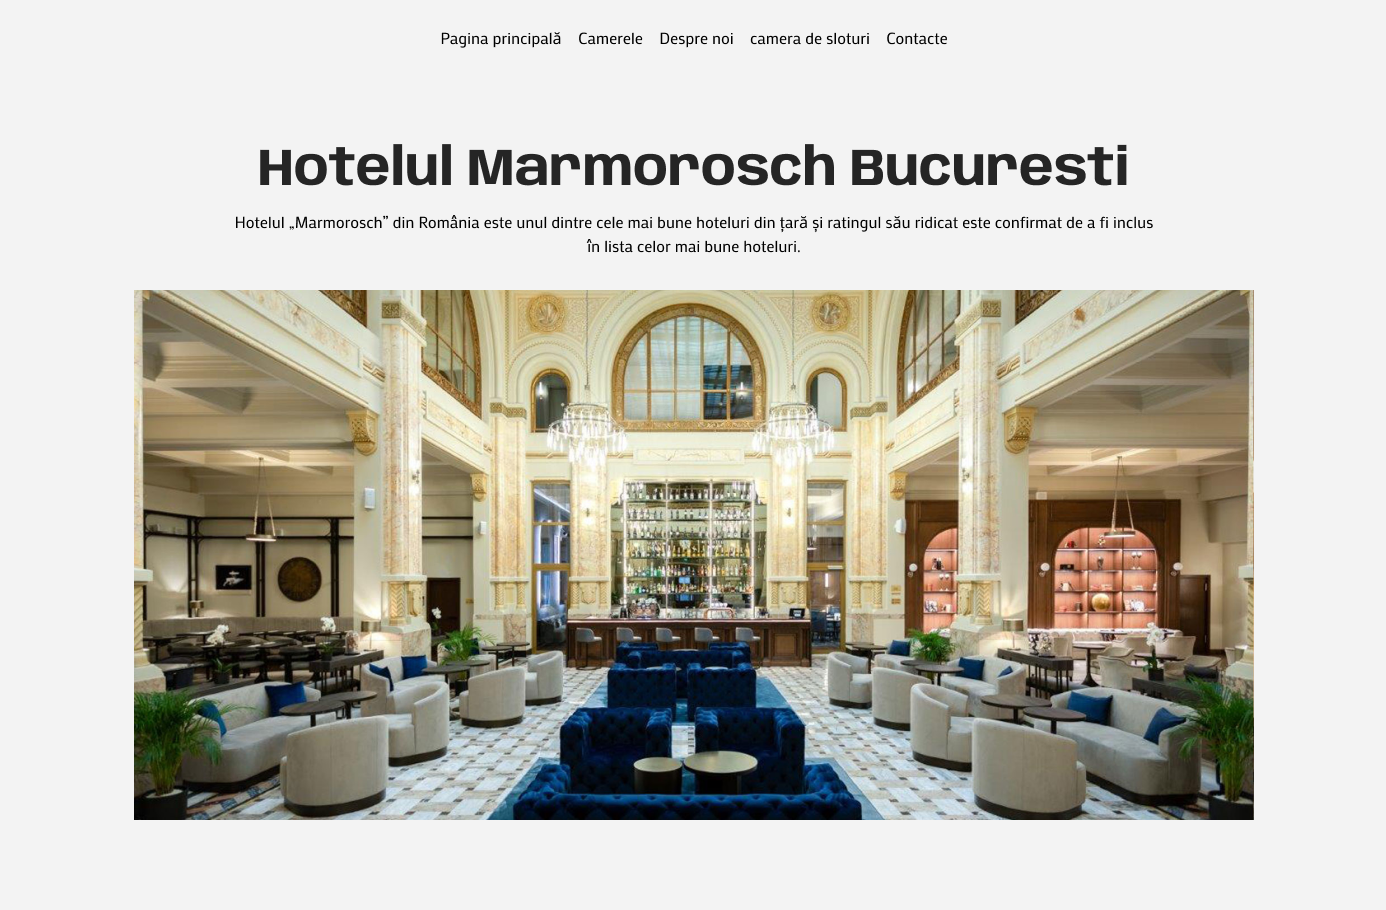 Pagina principală Camerele Despre noi camera de sloturi Contacte
Hotelul Marmorosch Bucuresti
Hotelul „Marmorosch” din România este unul dintre cele mai bune hoteluri din țară și ratingul său ridicat este confirmat de a fi inclus
în lista celor mai bune hoteluri.